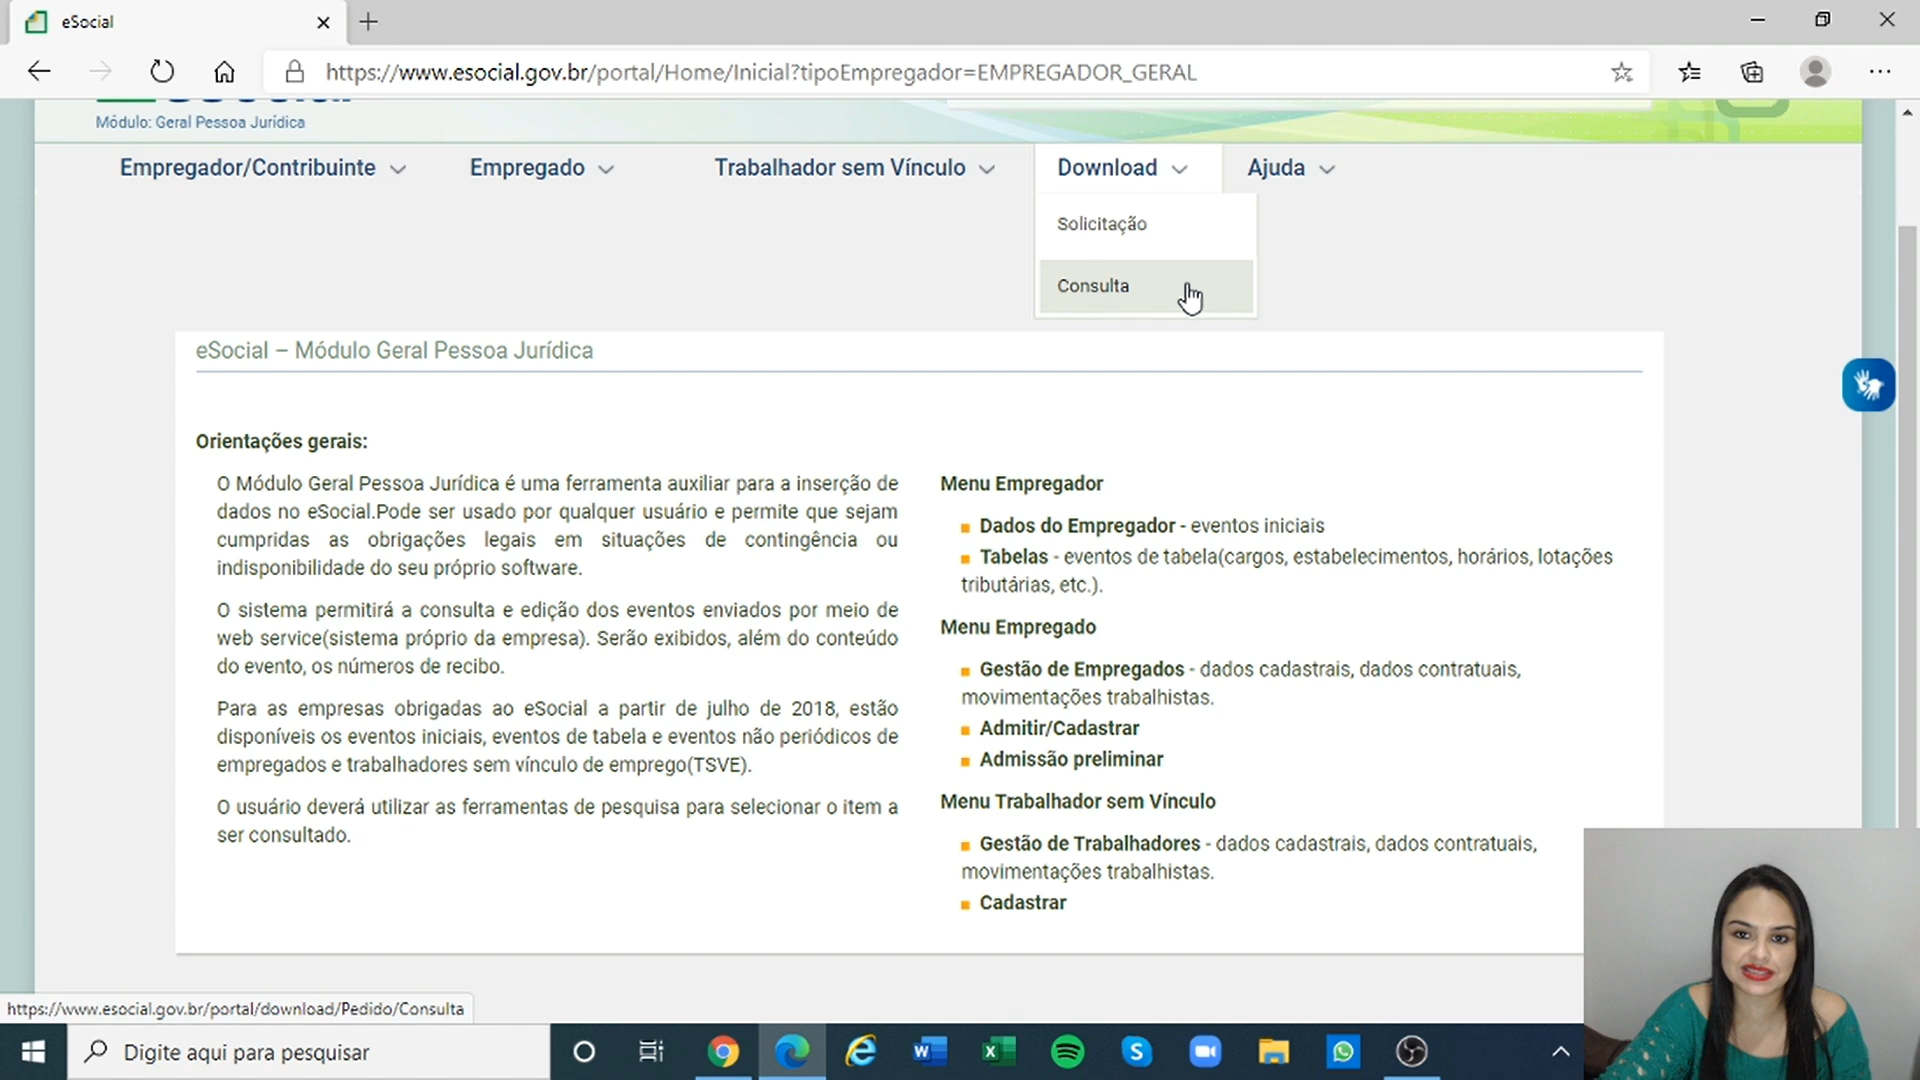 eSocial
https://www.esocial.gov.br/portal/Home/Inicial?tipoEmpregador=EMPREGADOR_GERAL
Módulo: Geral Pessoa Jurídica
Empregador/Contribuinte
Empregado
Trabalhador sem Vínculo
Download
Ajuda
Solicitação
Consulta
eSocial – Módulo Geral Pessoa Jurídica
Orientações gerais:
O Módulo Geral Pessoa Jurídica é uma ferramenta auxiliar para a inserção de
dados no eSocial.Pode ser usado por qualquer usuário e permite que sejam
cumpridas as obrigações legais em situações de contingência ou
indisponibilidade do seu próprio software.
O sistema permitirá a consulta e edição dos eventos enviados por meio de
web service(sistema próprio da empresa). Serão exibidos, além do conteúdo
do evento, os números de recibo.
Para as empresas obrigadas ao eSocial a partir de julho de 2018, estão
disponíveis os eventos iniciais, eventos de tabela e eventos não periódicos de
empregados e trabalhadores sem vínculo de emprego(TSVE).
O usuário deverá utilizar as ferramentas de pesquisa para selecionar o item a
ser consultado.
Menu Empregador
Dados do Empregador - eventos iniciais
Tabelas - eventos de tabela(cargos, estabelecimentos, horários, lotações
tributárias, etc.).
Menu Empregado
Gestão de Empregados - dados cadastrais, dados contratuais,
movimentações trabalhistas.
Admitir/Cadastrar
Admissão preliminar
Menu Trabalhador sem Vínculo
Gestão de Trabalhadores - dados cadastrais, dados contratuais,
movimentações trabalhistas.
Cadastrar
https://www.esocial.gov.br/portal/download/Pedido/Consulta
Digite aqui para pesquisar